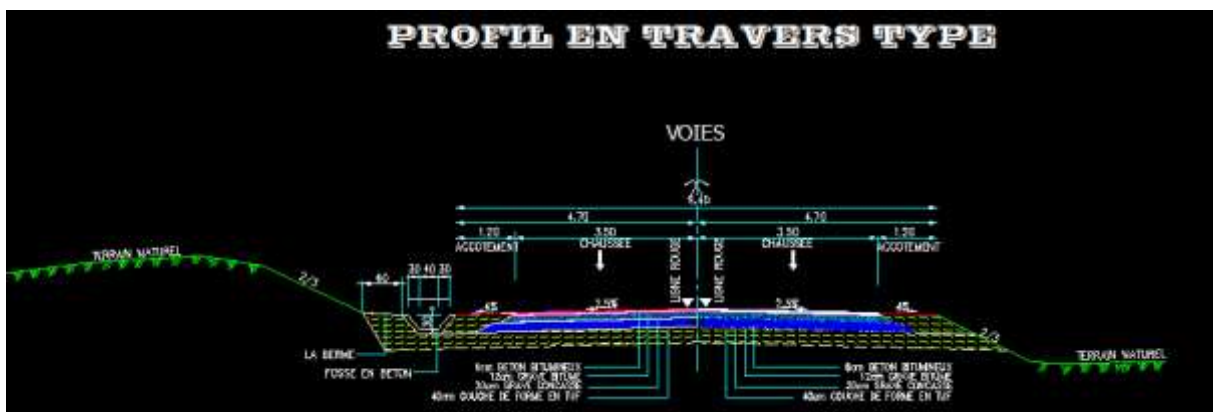 PROFIL EN TRAVERS TYPE
VOIES
9.40
4.70 4.70
1.20 3.50 3.50 1.20
ACCOTEMENT CHAUSSEE CHAUSSEE ACCOTEMENT
LIGNE ROUGE LIGNE ROUGE
TERRAIN NATUREL
2/3
60
30 40 30
4% 2.5% 2.5% 4%
2/3
LA BERME
FOSSE EN BETON
TERRAIN NATUREL
6cm BETON BITUMINEUX
12cm GRAVE BITUME
20cm GRAVE CONCASSE
40cm COUCHE DE FORME EN TUF
6cm BETON BITUMINEUX
12cm GRAVE BITUME
20cm GRAVE CONCASSE
40cm COUCHE DE FORME EN TUF